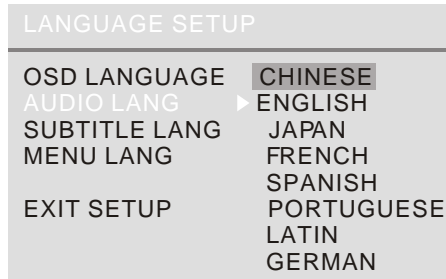 LANGUAGE SETUP
OSD LANGUAGE CHINESE
AUDIO LANG ENGLISH
SUBTITLE LANG JAPAN
MENU LANG FRENCH
SPANISH
EXIT SETUP PORTUGUESE
LATIN
GERMAN